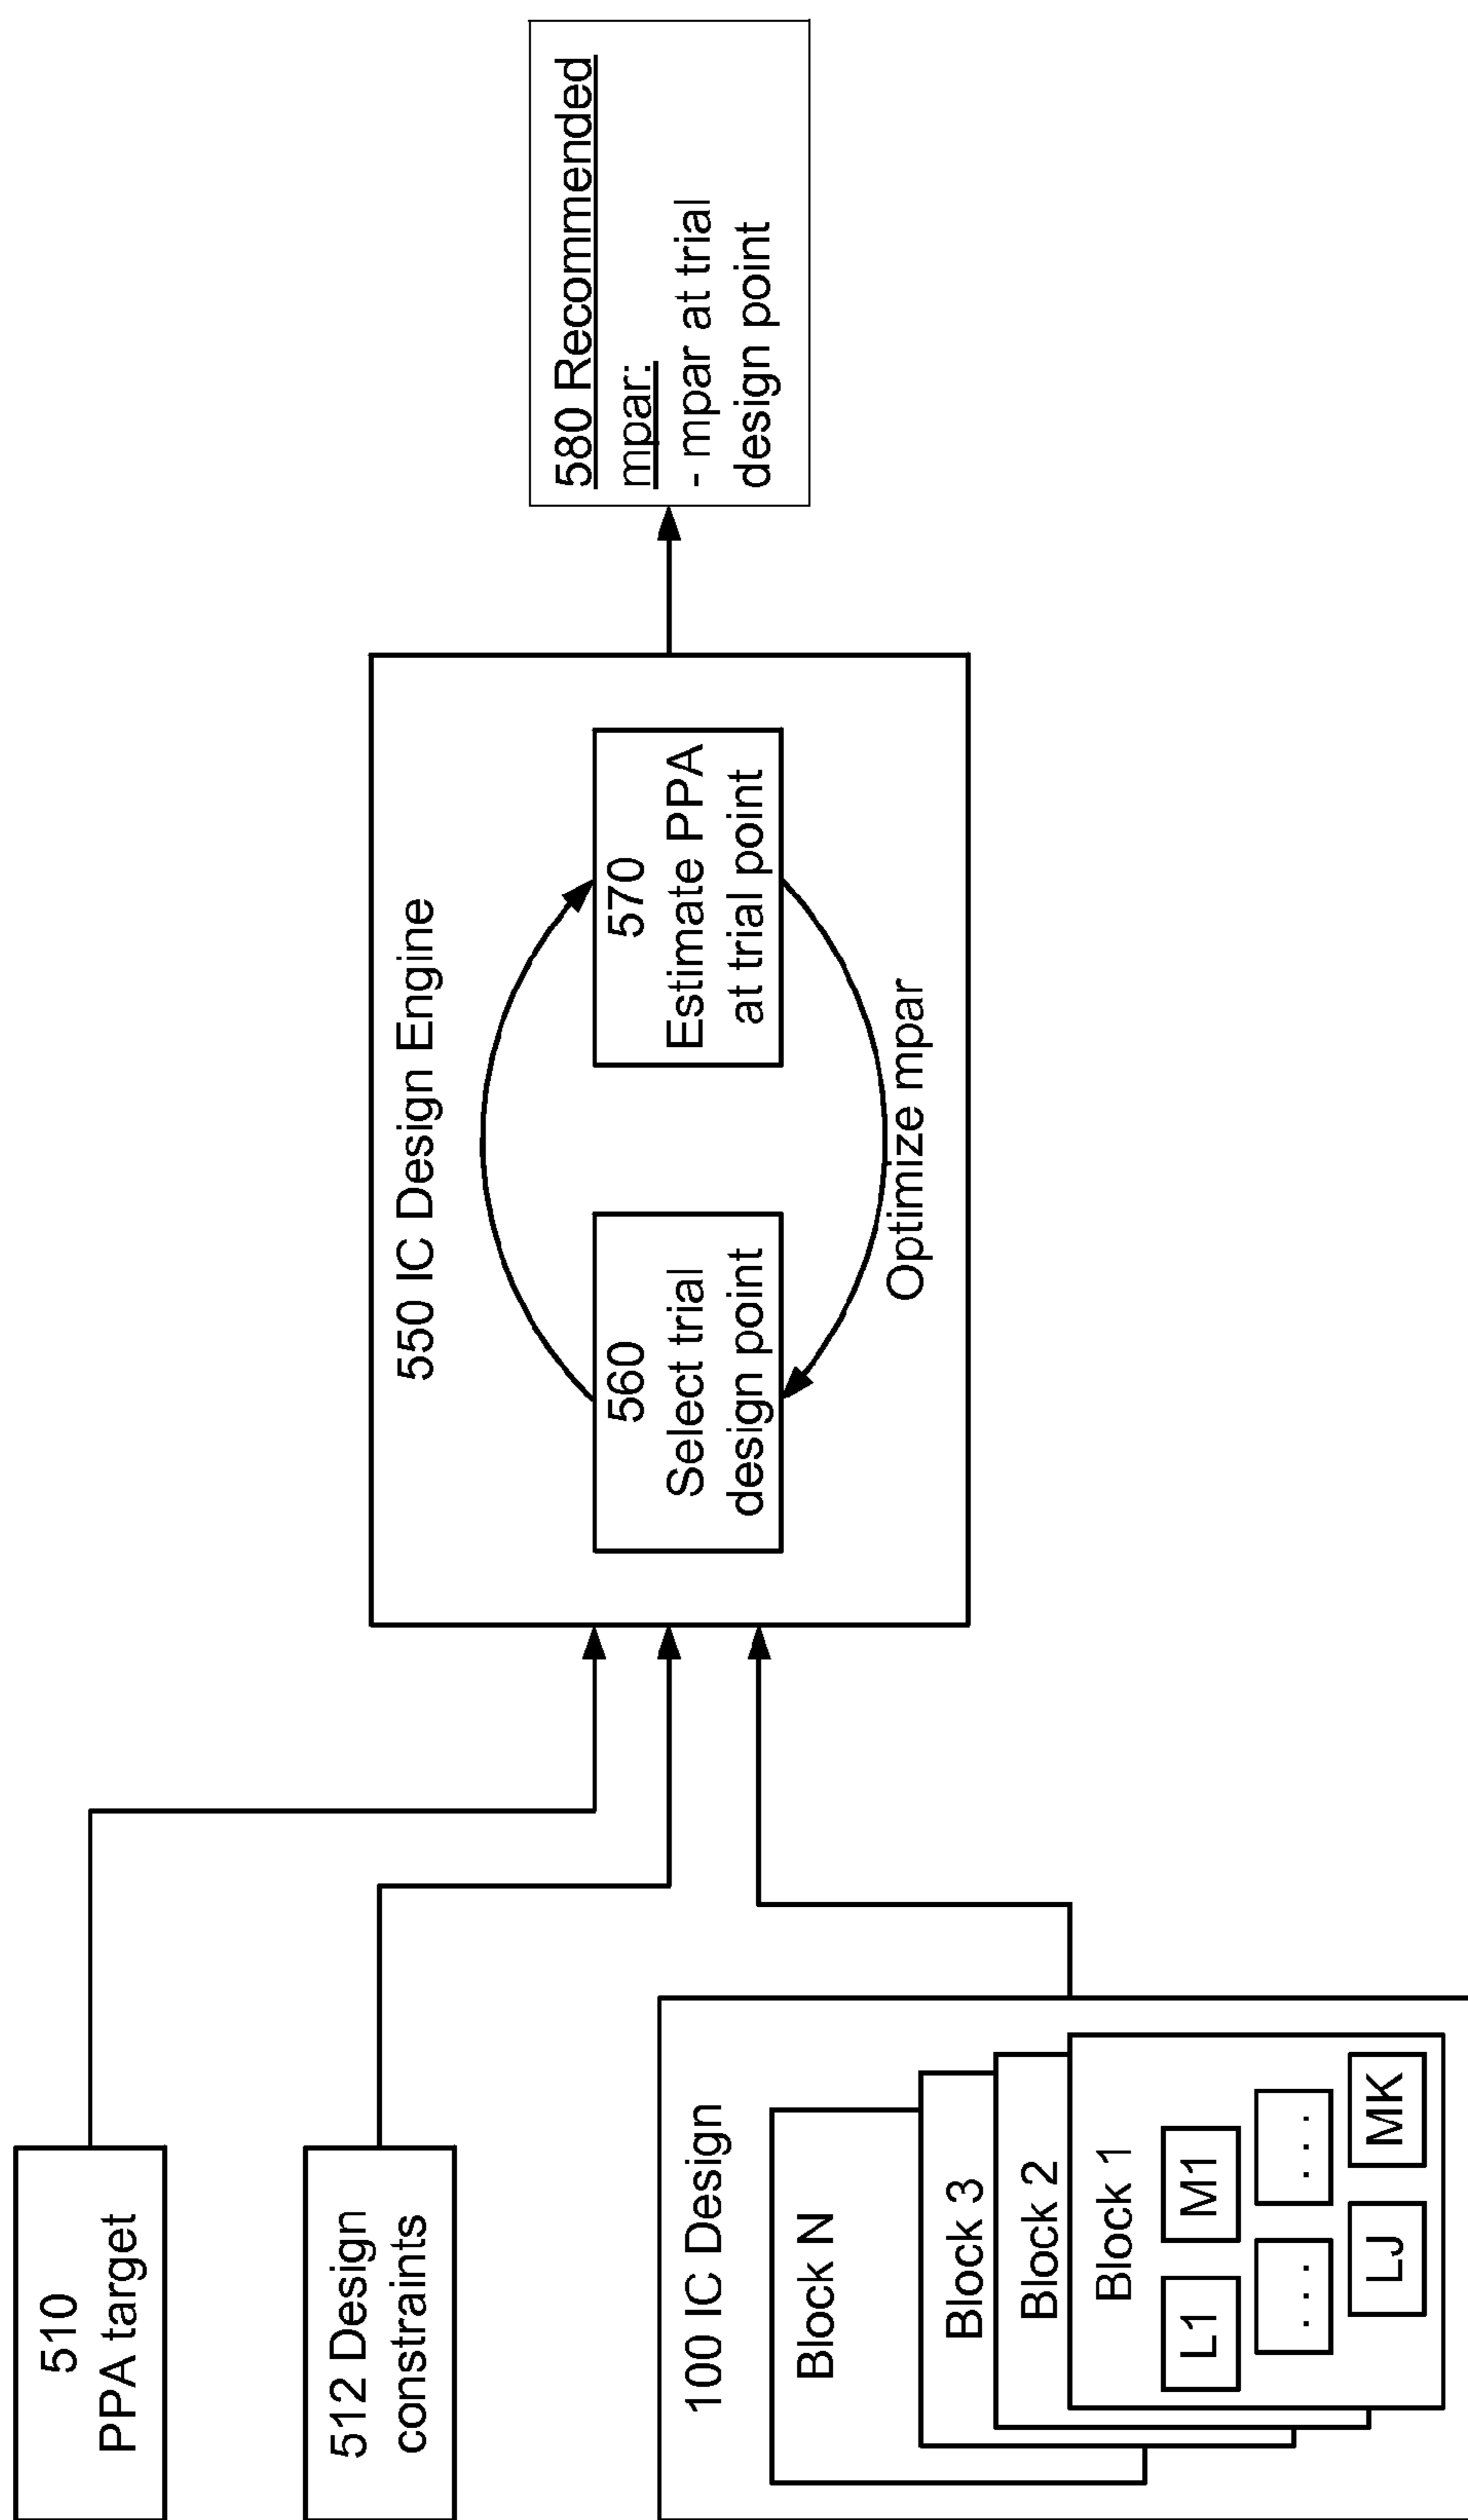 510
PPA target
512 Design
constraints
100 IC Design
Block N
Block 3
Block 2
Block 1
L1
M1
. . .
. . .
LJ
MK
550 IC Design Engine
560
Select trial
design point
570
Estimate PPA
at trial point
Optimize mpar
580 Recommended
mpar:
- mpar at trial
design point